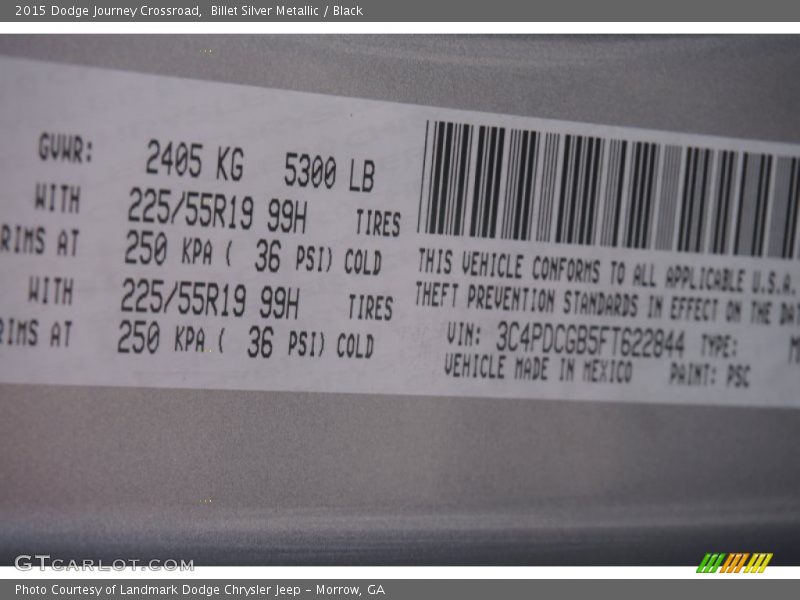 2015 Dodge Journey Crossroad, Billet Silver Metallic / Black
GVWR: 2405 KG 5300 LB
WITH 225/55R19 99H TIRES
RIMS AT 250 KPA ( 36 PSI) COLD
WITH 225/55R19 99H TIRES
RIMS AT 250 KPA ( 36 PSI) COLD
THIS VEHICLE CONFORMS TO ALL APPLICABLE U.S.A.
THEFT PREVENTION STANDARDS IN EFFECT ON THE DA
VIN: 3C4PDCGB5FT622844 TYPE: M
VEHICLE MADE IN MEXICO PAINT: PSC
GTCARLOT.COM
Photo Courtesy of Landmark Dodge Chrysler Jeep - Morrow, GA